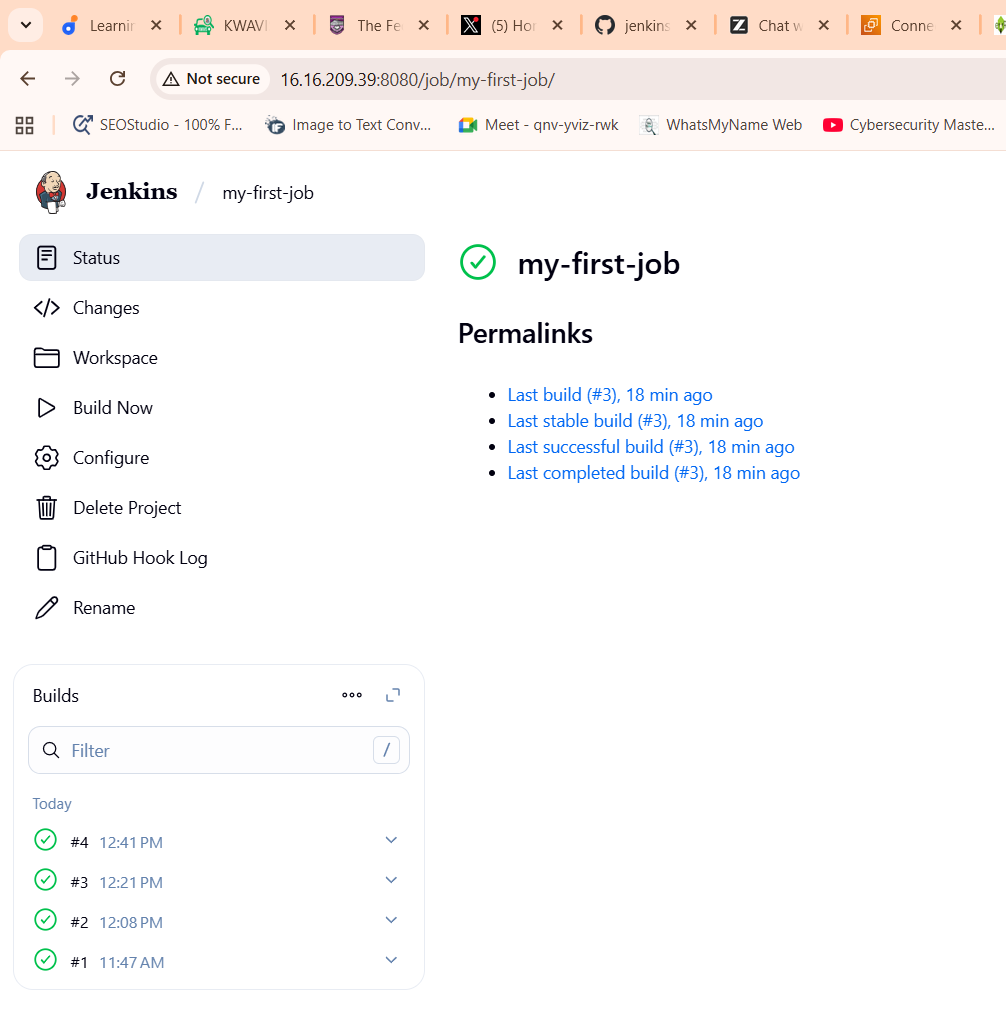 Learnin
KWAVI
The Fe
(5) Hor
jenkins
Chat w
Conne
Not secure
16.16.209.39:8080/job/my-first-job/
SEOStudio - 100% F...
Image to Text Conv...
Meet - qnv-yviz-rwk
WhatsMyName Web
Cybersecurity Maste...
Jenkins / my-first-job
Status
Changes
Workspace
Build Now
Configure
Delete Project
GitHub Hook Log
Rename
my-first-job
Permalinks
Last build (#3), 18 min ago
Last stable build (#3), 18 min ago
Last successful build (#3), 18 min ago
Last completed build (#3), 18 min ago
Builds
Filter /
Today
#4 12:41 PM
#3 12:21 PM
#2 12:08 PM
#1 11:47 AM